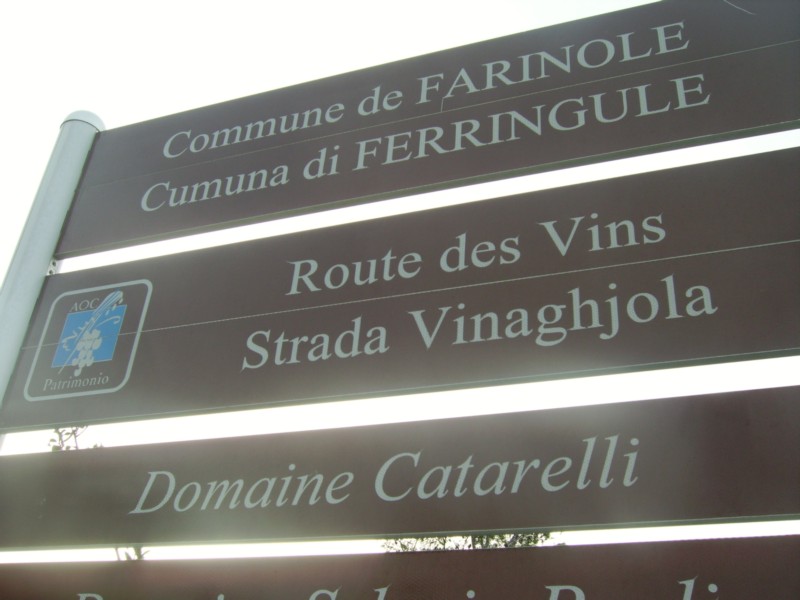 Commune de FARINOLE
Cumuna di FERRINGULE
Route des Vins
Strada Vinaghjola
AOC
Patrimonio
Domaine Catarelli